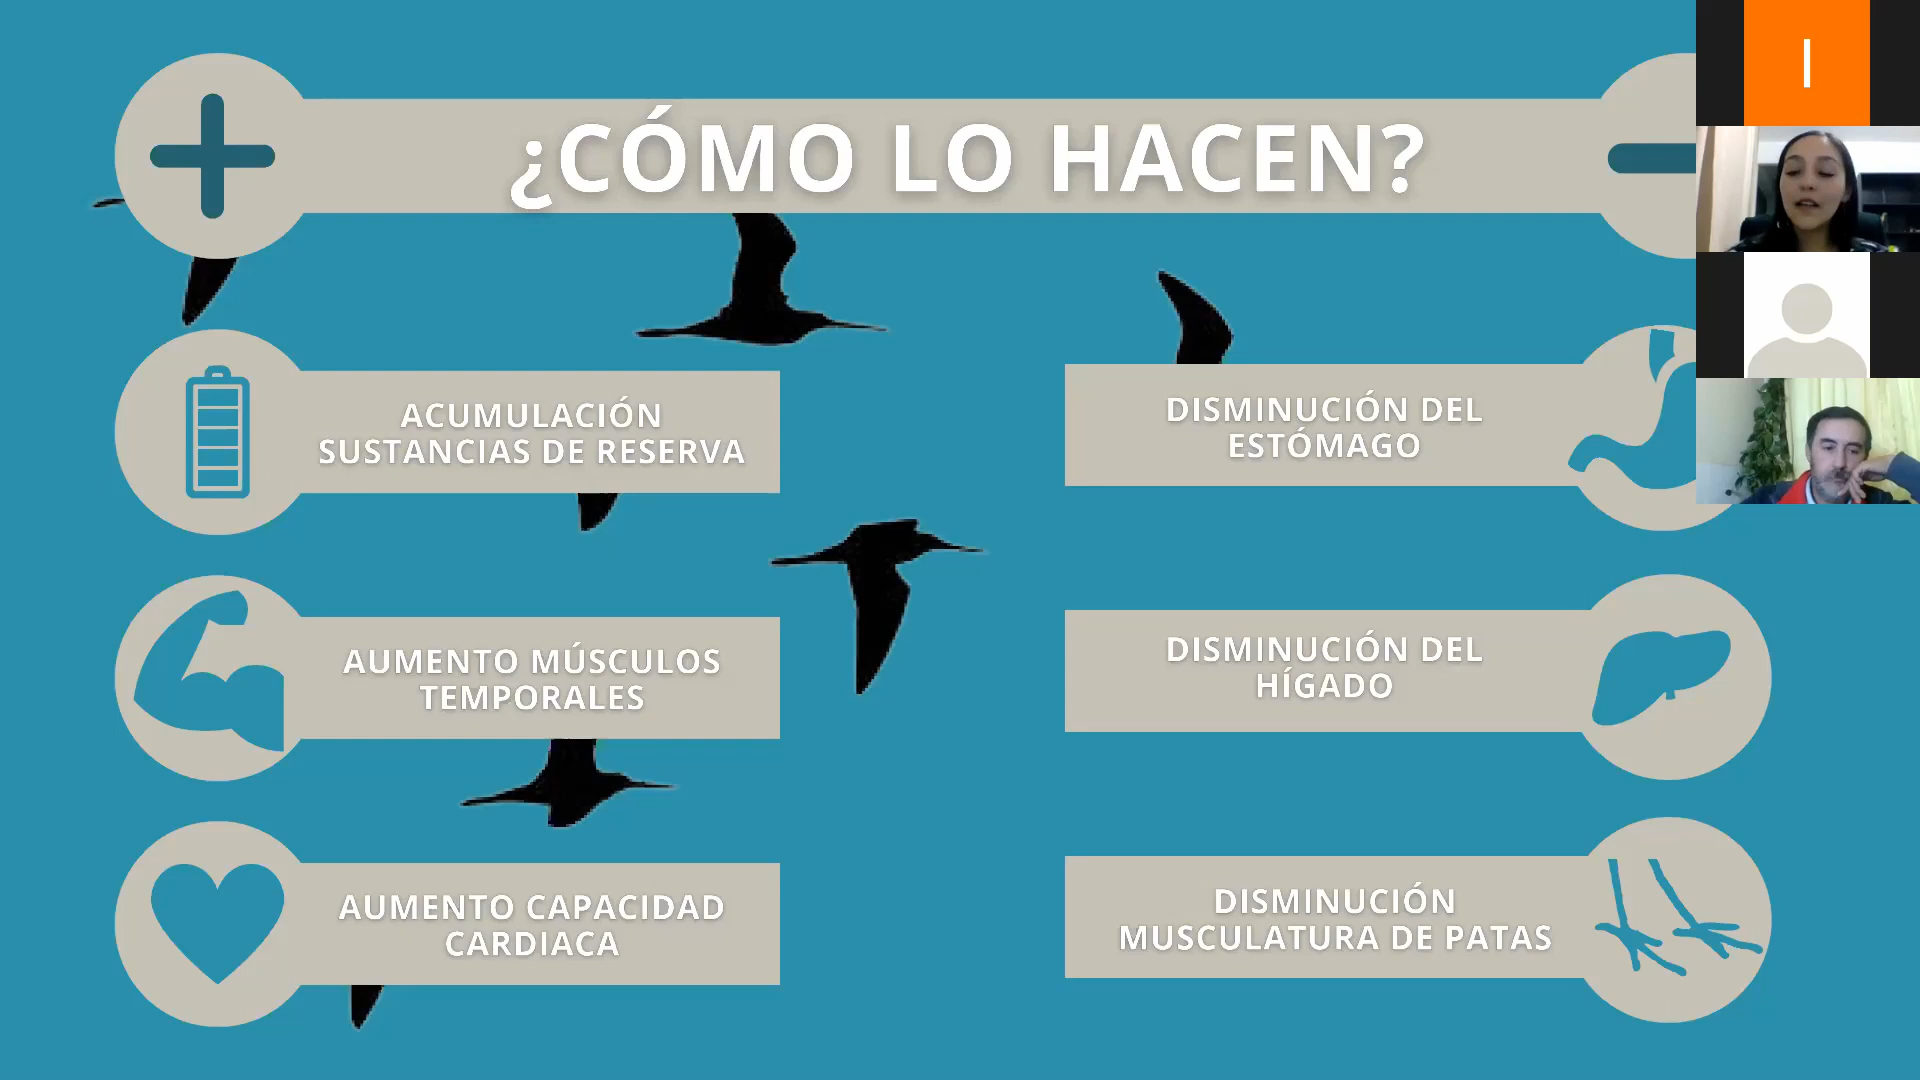 ¿CÓMO LO HACEN?
ACUMULACIÓN
SUSTANCIAS DE RESERVA
AUMENTO MÚSCULOS
TEMPORALES
AUMENTO CAPACIDAD
CARDIACA
DISMINUCIÓN DEL
ESTÓMAGO
DISMINUCIÓN DEL
HÍGADO
DISMINUCIÓN
MUSCULATURA DE PATAS
I